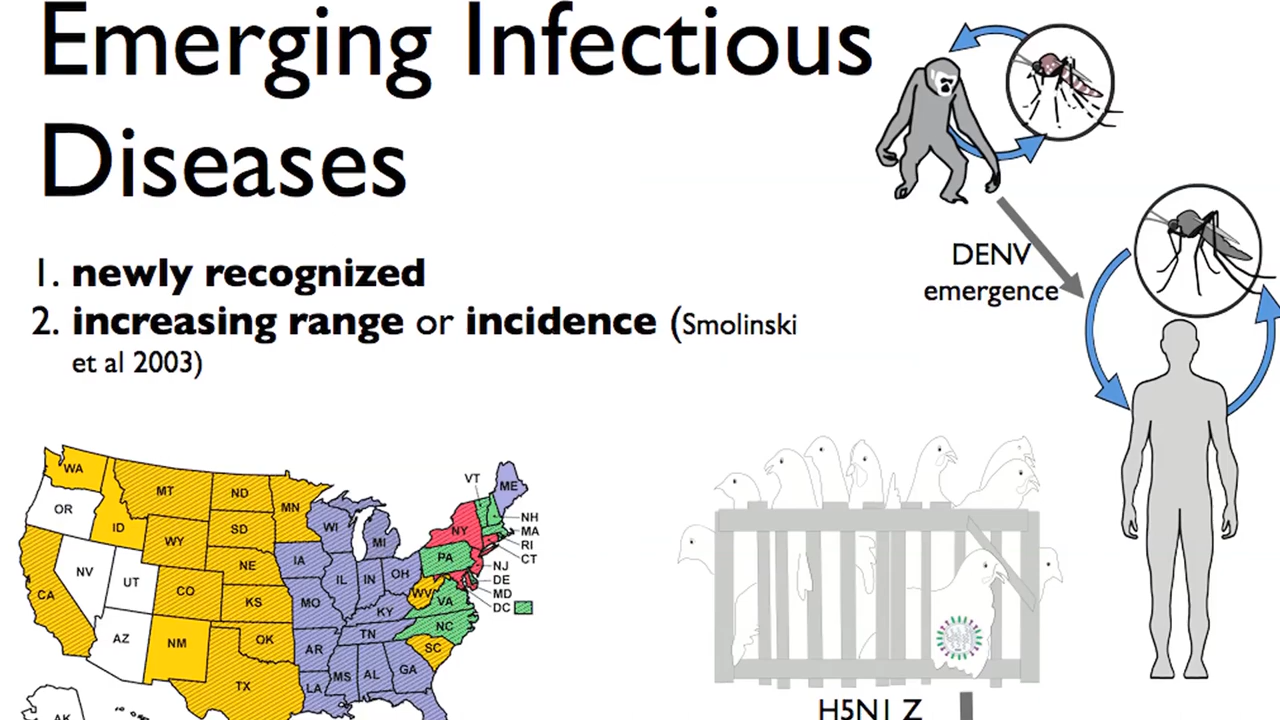 Emerging Infectious
Diseases
1. newly recognized
2. increasing range or incidence (Smolinski
et al 2003)
DENV
emergence
WA
OR
CA
NV
ID
MT
WY
UT
AZ
CO
NM
ND
SD
NE
KS
OK
TX
MN
IA
MO
AR
LA
WI
IL
MI
IN
OH
KY
TN
MS
AL
GA
WV
VA
NC
SC
PA
NY
VT
ME
NH
MA
RI
CT
NJ
DE
MD
DC
AK
H5N1 Z